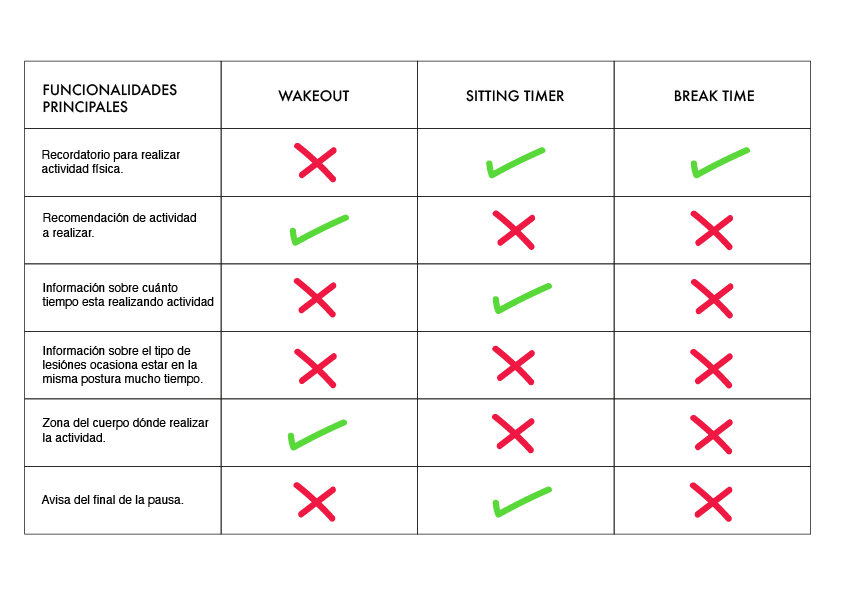 FUNCIONALIDADES
PRINCIPALES
WAKEOUT
SITTING TIMER
BREAK TIME
Recordatorio para realizar
actividad física.
Recomendación de actividad
a realizar.
Información sobre cuánto
tiempo esta realizando actividad
Información sobre el tipo de
lesiónes ocasiona estar en la
misma postura mucho tiempo.
Zona del cuerpo dónde realizar
la actividad.
Avisa del final de la pausa.